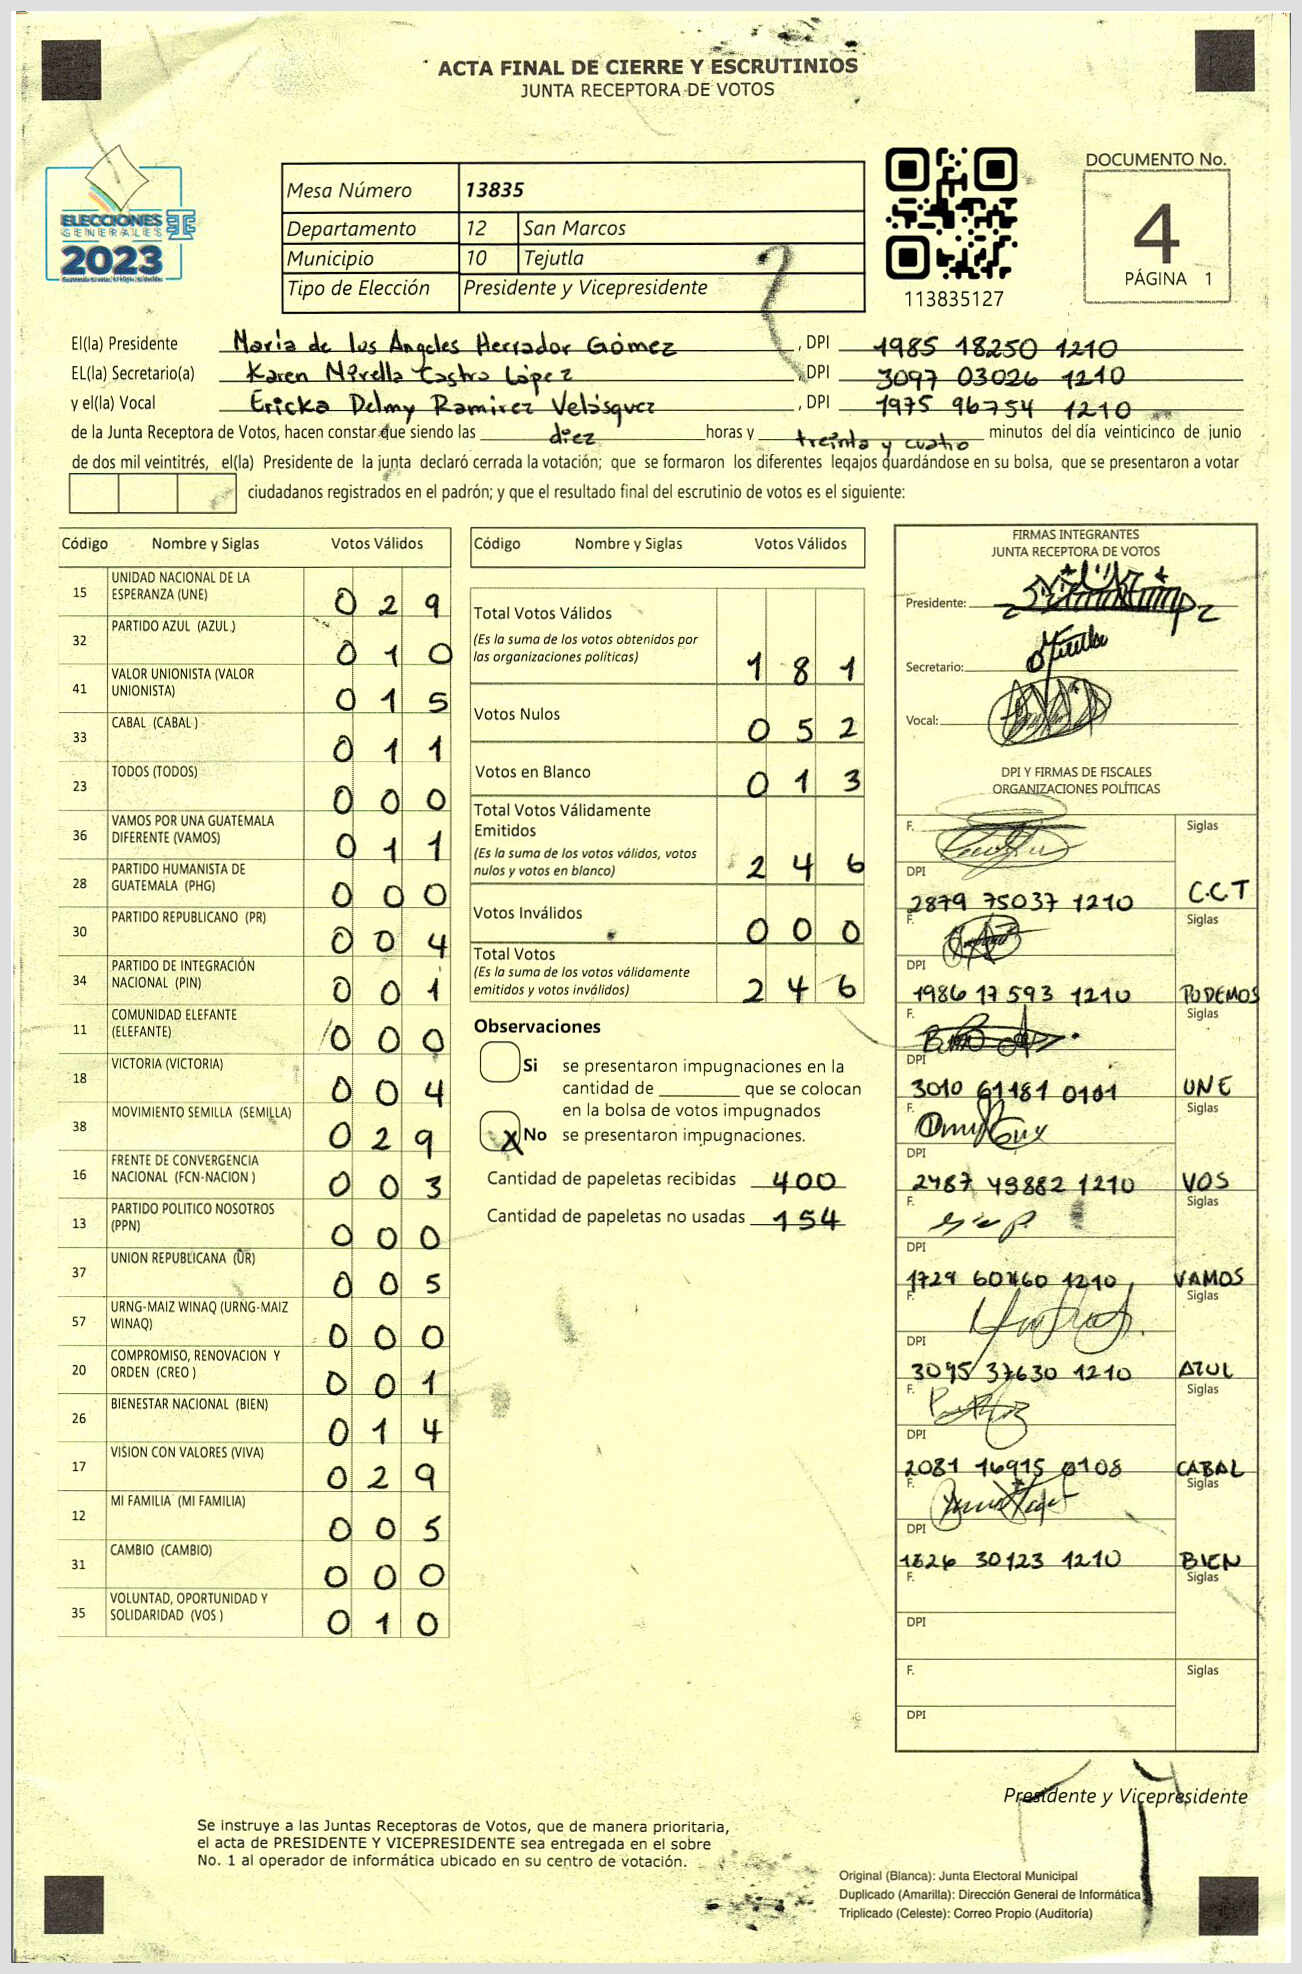 ACTA FINAL DE CIERRE Y ESCRUTINIOS
JUNTA RECEPTORA DE VOTOS
ELECCIONES
GENERALES
2023
Mesa Número 13835
Departamento 12 San Marcos
Municipio 10 Tejutla
Tipo de Elección Presidente y Vicepresidente
113835127
DOCUMENTO No.
4
PÁGINA 1
El(la) Presidente María de los Angeles Herrador Gómez, DPI 1985 18250 1210
EL(la) Secretario(a) Karen Mirella Castro López, DPI 3097 03026 1210
y el(la) Vocal Ericka Delmy Ramirez Velásquez, DPI 1975 96754 1210
de la Junta Receptora de Votos, hacen constar que siendo las diez horas y treinta y cuatro minutos del día veinticinco de junio
de dos mil veintitrés, el(la) Presidente de la junta declaró cerrada la votación; que se formaron los diferentes legajos guardándose en su bolsa, que se presentaron a votar
ciudadanos registrados en el padrón; y que el resultado final del escrutinio de votos es el siguiente:
Código Nombre y Siglas Votos Válidos
15 UNIDAD NACIONAL DE LA
ESPERANZA (UNE) 0 2 9
32 PARTIDO AZUL (AZUL.) 0 1 0
41 VALOR UNIONISTA (VALOR
UNIONISTA) 0 1 5
33 CABAL (CABAL ) 0 1 1
23 TODOS (TODOS) 0 0 0
36 VAMOS POR UNA GUATEMALA
DIFERENTE (VAMOS) 0 1 1
28 PARTIDO HUMANISTA DE
GUATEMALA (PHG) 0 0 0
30 PARTIDO REPUBLICANO (PR) 0 0 4
34 PARTIDO DE INTEGRACIÓN
NACIONAL (PIN) 0 0 1
11 COMUNIDAD ELEFANTE
(ELEFANTE) 0 0 0
18 VICTORIA (VICTORIA) 0 0 4
38 MOVIMIENTO SEMILLA (SEMILLA) 0 2 9
16 FRENTE DE CONVERGENCIA
NACIONAL (FCN-NACION ) 0 0 3
13 PARTIDO POLITICO NOSOTROS
(PPN) 0 0 0
37 UNION REPUBLICANA (UR) 0 0 5
57 URNG-MAIZ WINAQ (URNG-MAIZ
WINAQ) 0 0 0
20 COMPROMISO, RENOVACION Y
ORDEN (CREO ) 0 0 1
26 BIENESTAR NACIONAL (BIEN) 0 1 4
17 VISION CON VALORES (VIVA) 0 2 9
12 MI FAMILIA (MI FAMILIA) 0 0 5
31 CAMBIO (CAMBIO) 0 0 0
35 VOLUNTAD, OPORTUNIDAD Y
SOLIDARIDAD (VOS ) 0 1 0
Código Nombre y Siglas Votos Válidos
Total Votos Válidos
(Es la suma de los votos obtenidos por
las organizaciones políticas) 1 8 1
Votos Nulos 0 5 2
Votos en Blanco 0 1 3
Total Votos Válidamente
Emitidos
(Es la suma de los votos válidos, votos
nulos y votos en blanco) 2 4 6
Votos Inválidos 0 0 0
Total Votos
(Es la suma de los votos válidamente
emitidos y votos inválidos) 2 4 6
Observaciones
Si se presentaron impugnaciones en la
cantidad de ________ que se colocan
en la bolsa de votos impugnados
X No se presentaron impugnaciones.
Cantidad de papeletas recibidas 400
Cantidad de papeletas no usadas 154
FIRMAS INTEGRANTES
JUNTA RECEPTORA DE VOTOS
Presidente:
Secretario:
Vocal:
DPI Y FIRMAS DE FISCALES
ORGANIZACIONES POLÍTICAS
F. Siglas
DPI
2879 75037 1210 C.C.T
F. Siglas
DPI
1986 17 593 1210 PODEMOS
F. Siglas
DPI
3010 61181 0101 UNE
F. Siglas
DPI
2487 49882 1210 VOS
F. Siglas
DPI
1729 60460 1210 VAMOS
F. Siglas
DPI
3095 37630 1210 AZUL
F. Siglas
DPI
2081 16915 0108 CABAL
F. Siglas
DPI
1826 30123 1210 BIEN
F. Siglas
DPI
F. Siglas
DPI
Presidente y Vicepresidente
Se instruye a las Juntas Receptoras de Votos, que de manera prioritaria,
el acta de PRESIDENTE Y VICEPRESIDENTE sea entregada en el sobre
No. 1 al operador de informática ubicado en su centro de votación.
Original (Blanca): Junta Electoral Municipal
Duplicado (Amarilla): Dirección General de Informática
Triplicado (Celeste): Correo Propio (Auditoría)